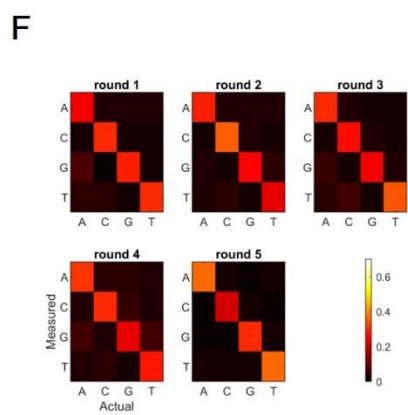 F
round 1
round 2
round 3
A
C
G
T
A C G T
A
C
G
T
A C G T
A
C
G
T
A C G T
round 4
round 5
Measured
A
C
G
T
A C G T
Actual
A
C
G
T
A C G T
0.6
0.4
0.2
0